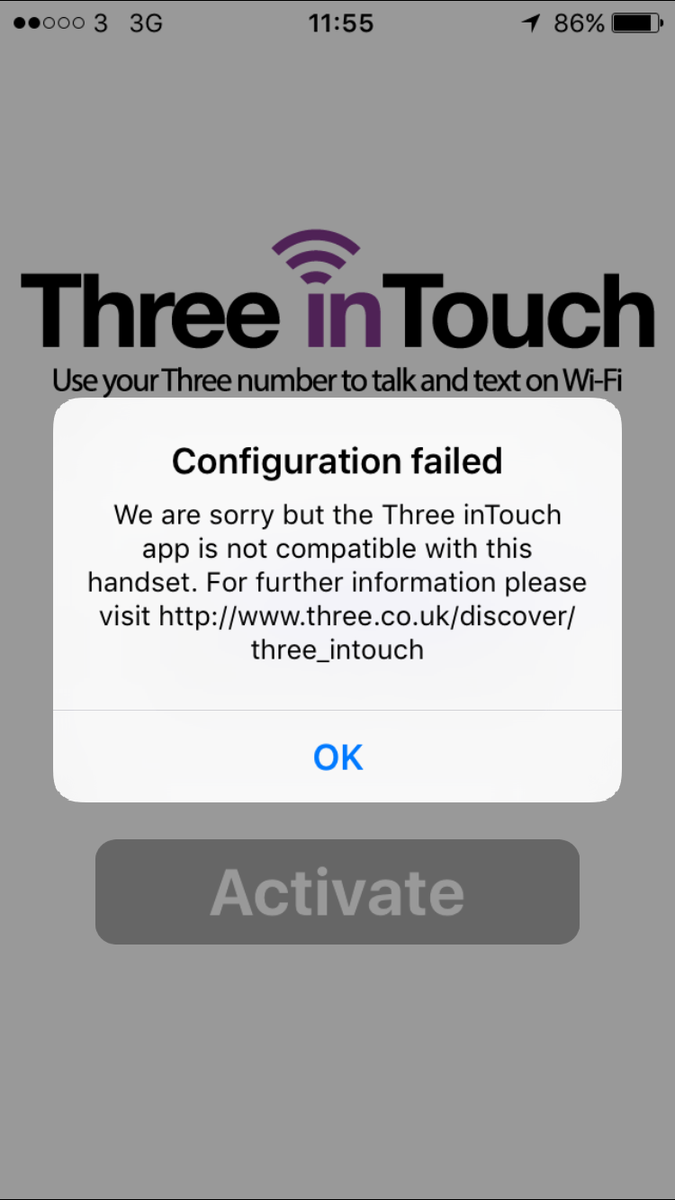 3 3G 11:55 86%
Three inTouch
Use your Three number to talk and text on Wi-Fi
Configuration failed
We are sorry but the Three inTouch
app is not compatible with this
handset. For further information please
visit http://www.three.co.uk/discover/
three_intouch
OK
Activate